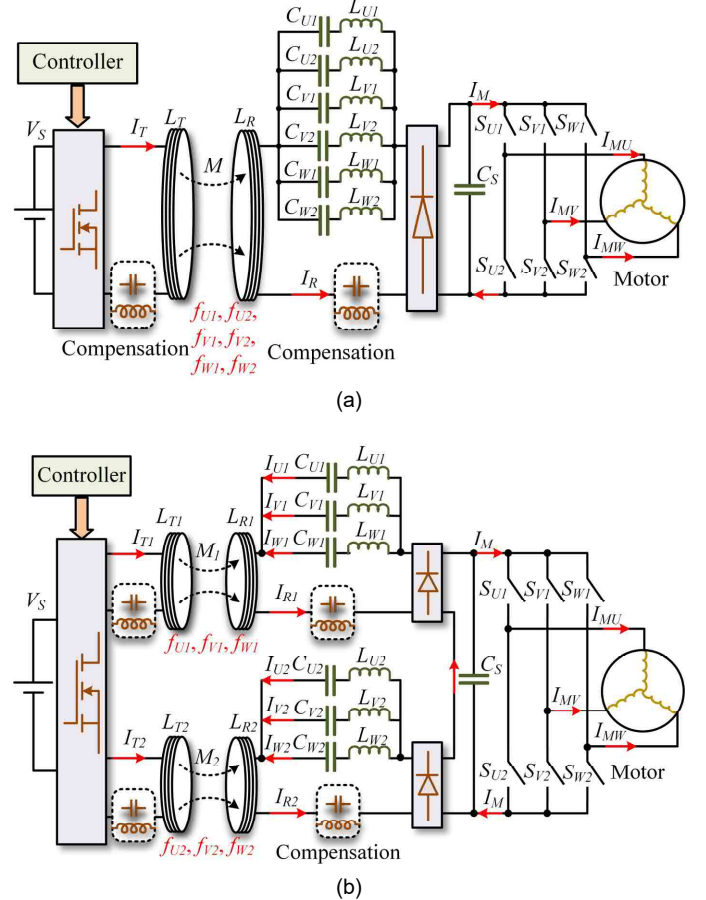 Controller
V_S
I_T
L_T
M
L_R
C_U1 L_U1
C_U2 L_U2
C_V1 L_V1
C_V2 L_V2
C_W1 L_W1
C_W2 L_W2
I_R
Compensation
f_U1, f_U2,
f_V1, f_V2,
f_W1, f_W2
Compensation
I_M
C_S
S_U1 S_V1 S_W1
I_MU
I_MV
I_MW
S_U2 S_V2 S_W2
Motor
(a)
Controller
V_S
I_T1
L_T1
M_1
L_R1
I_U1 C_U1 L_U1
I_V1 C_V1 L_V1
I_W1 C_W1 L_W1
I_R1
f_U1, f_V1, f_W1
I_T2
L_T2
M_2
L_R2
I_U2 C_U2 L_U2
I_V2 C_V2 L_V2
I_W2 C_W2 L_W2
I_R2
f_U2, f_V2, f_W2
Compensation
I_M
C_S
S_U1 S_V1 S_W1
I_MU
I_MV
I_MW
S_U2 S_V2 S_W2
I_M
Motor
(b)